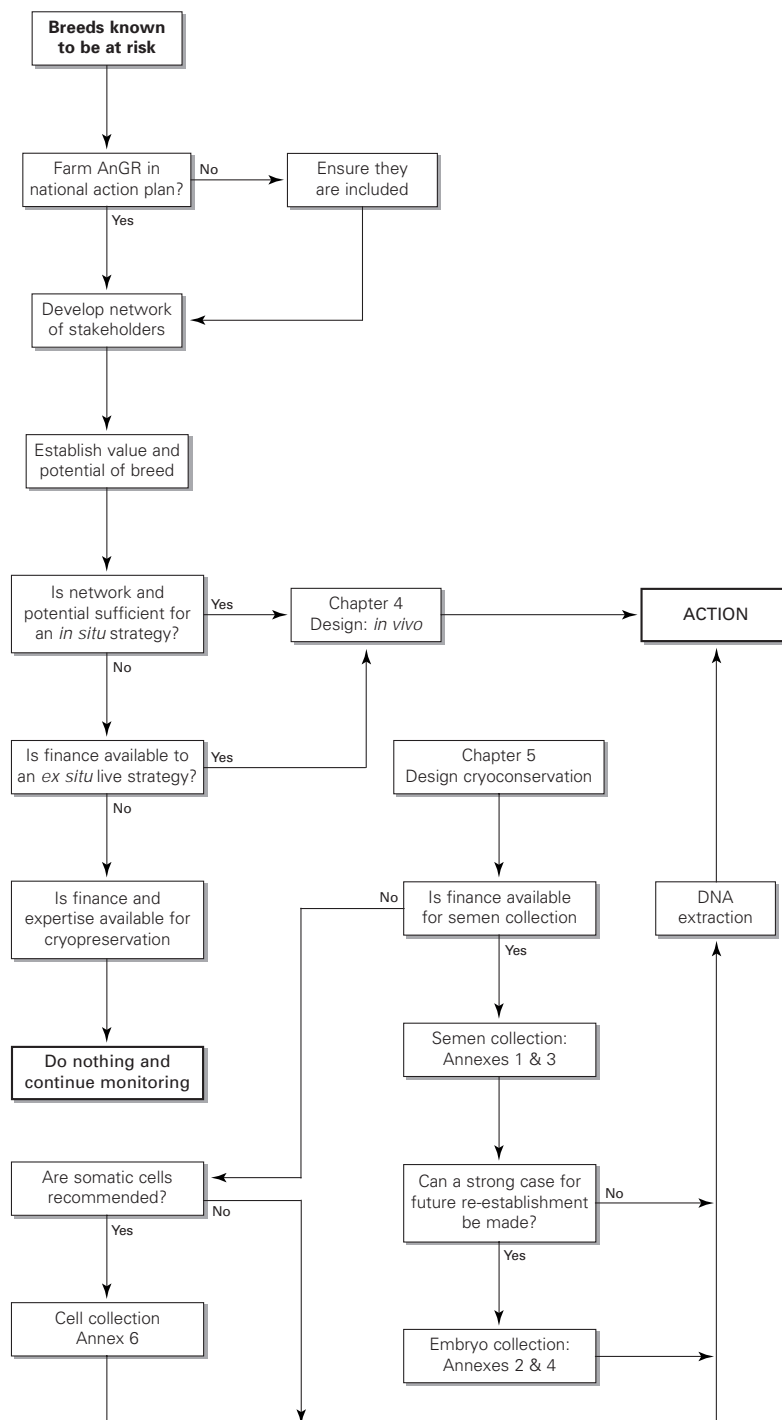 Breeds known
to be at risk
Farm AnGR in
national action plan?
No
Ensure they
are included
Yes
Develop network
of stakeholders
Establish value and
potential of breed
Is network and
potential sufficient for
an in situ strategy?
Yes
Chapter 4
Design: in vivo
ACTION
No
Is finance available to
an ex situ live strategy?
Yes
Chapter 5
Design cryoconservation
No
Is finance and
expertise available for
cryopreservation
No
Is finance available
for semen collection
DNA
extraction
Yes
Do nothing and
continue monitoring
Semen collection:
Annexes 1 & 3
Are somatic cells
recommended?
No
Can a strong case for
future re-establishment
be made?
No
Yes
Yes
Cell collection
Annex 6
Embryo collection:
Annexes 2 & 4